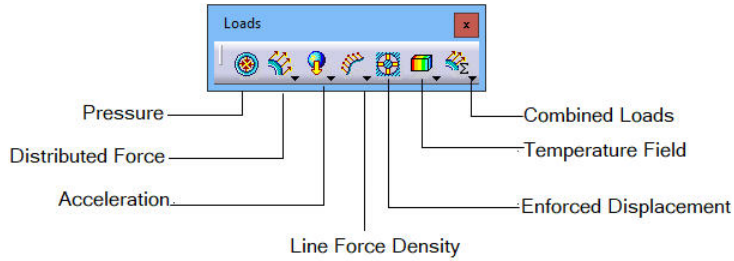 Loads
x
Σ
Pressure
Combined Loads
Distributed Force
Temperature Field
Acceleration
Enforced Displacement
Line Force Density